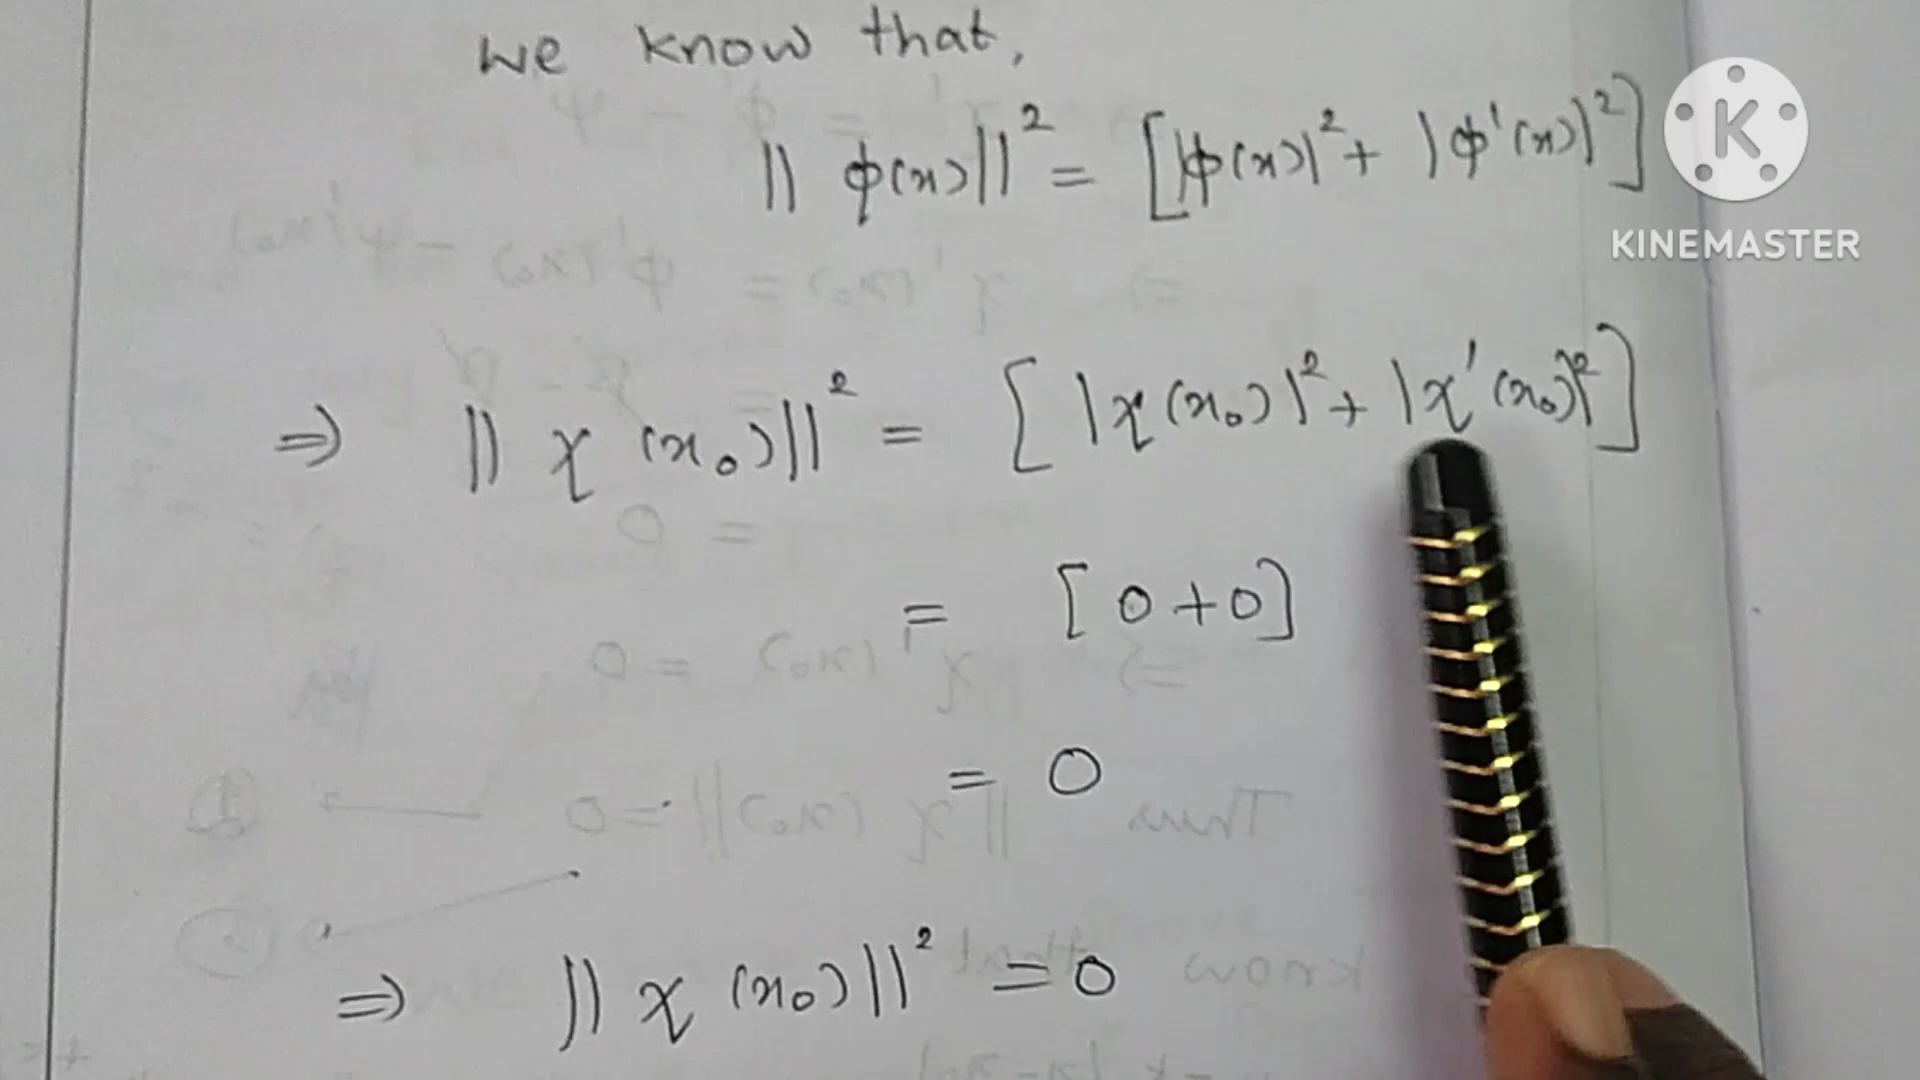 we know that,
|| φ(x)||² = [|φ(x)|² + |φ'(x)|²]
K
KINEMASTER
⇒ || χ (x₀)||² = [ |χ(x₀)|² + |χ'(x₀)|²]
= [0+0]
= 0
⇒ || χ (x₀)||² = 0